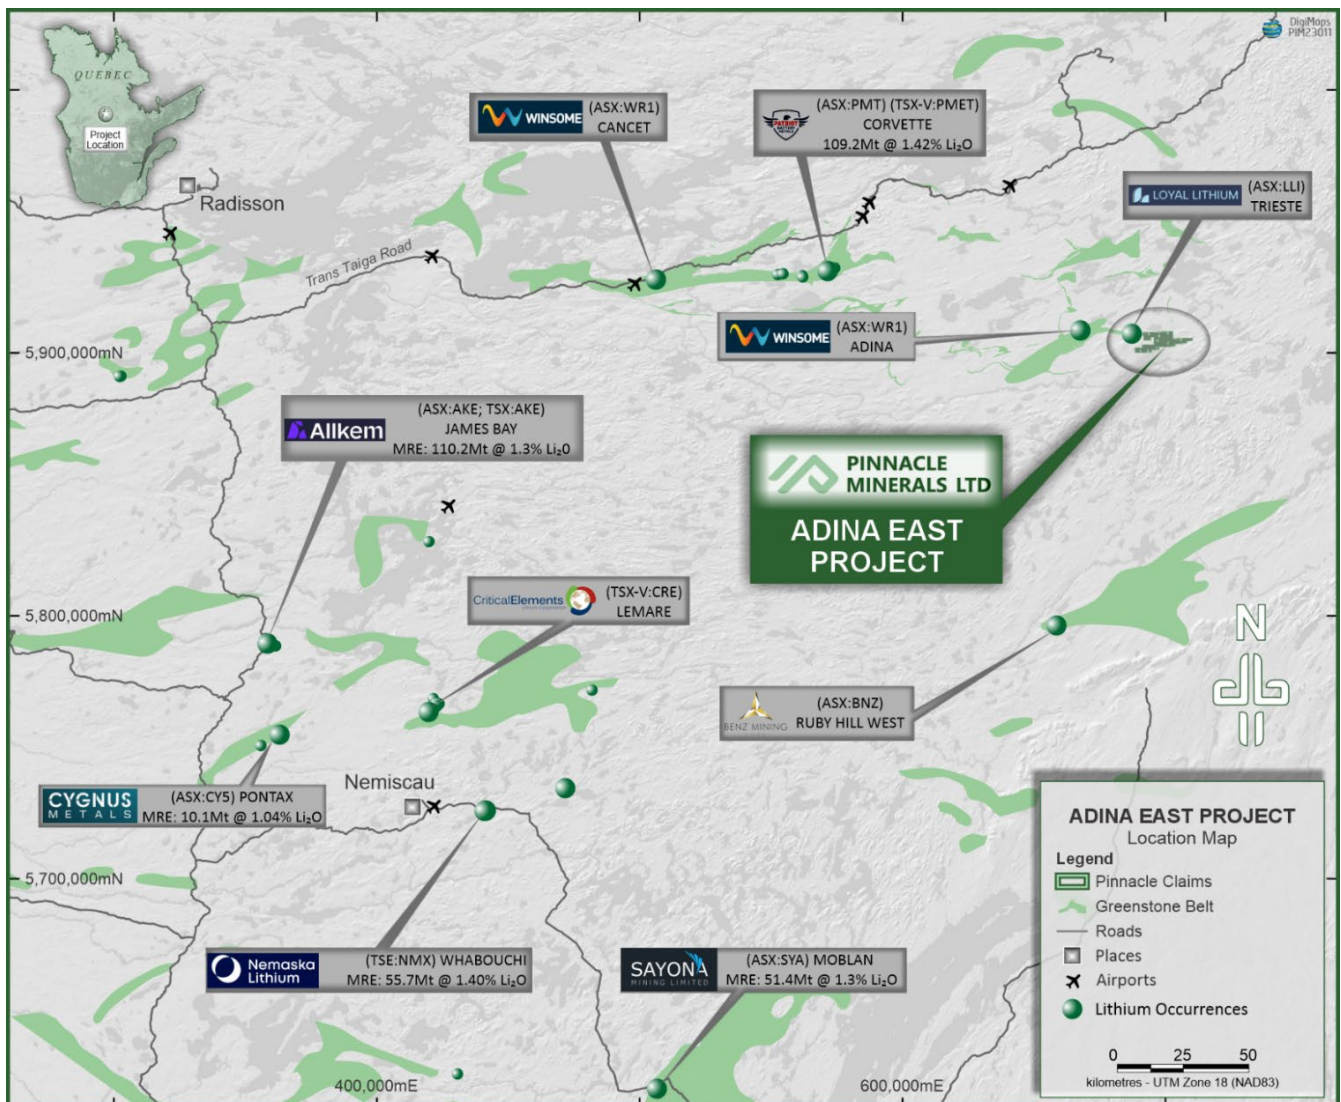 DigiMaps
PIM23011
QUEBEC
Project
Location
WINSOME
(ASX:WR1)
CANCET
PATRIOT
BATTERY METALS
(ASX:PMT) (TSX-V:PMET)
CORVETTE
109.2Mt @ 1.42% Li₂O
LOYAL LITHIUM
(ASX:LLI)
TRIESTE
Radisson
Trans Taiga Road
WINSOME
(ASX:WR1)
ADINA
5,900,000mN
Allkem
(ASX:AKE; TSX:AKE)
JAMES BAY
MRE: 110.2Mt @ 1.3% Li₂0
PINNACLE
MINERALS LTD
ADINA EAST
PROJECT
CriticalElements
(TSX-V:CRE)
LEMARE
5,800,000mN
N
BENZ MINING
(ASX:BNZ)
RUBY HILL WEST
CYGNUS
METALS
(ASX:CY5) PONTAX
MRE: 10.1Mt @ 1.04% Li₂O
Nemiscau
5,700,000mN
Nemaska
Lithium
(TSE:NMX) WHABOUCHI
MRE: 55.7Mt @ 1.40% Li₂O
SAYONA
MINING LIMITED
(ASX:SYA) MOBLAN
MRE: 51.4Mt @ 1.3% Li₂O
400,000mE
600,000mE
ADINA EAST PROJECT
Location Map
Legend
Pinnacle Claims
Greenstone Belt
Roads
Places
Airports
Lithium Occurrences
0 25 50
kilometres - UTM Zone 18 (NAD83)